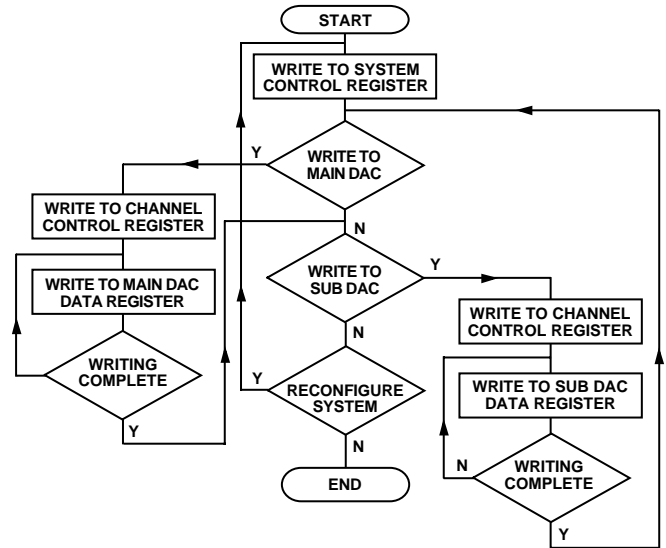 START
WRITE TO SYSTEM
CONTROL REGISTER
Y
WRITE TO
MAIN DAC
N
WRITE TO CHANNEL
CONTROL REGISTER
WRITE TO MAIN DAC
DATA REGISTER
WRITING
COMPLETE
Y
WRITE TO
SUB DAC
Y
N
WRITE TO CHANNEL
CONTROL REGISTER
WRITE TO SUB DAC
DATA REGISTER
N
WRITING
COMPLETE
Y
Y
RECONFIGURE
SYSTEM
N
END